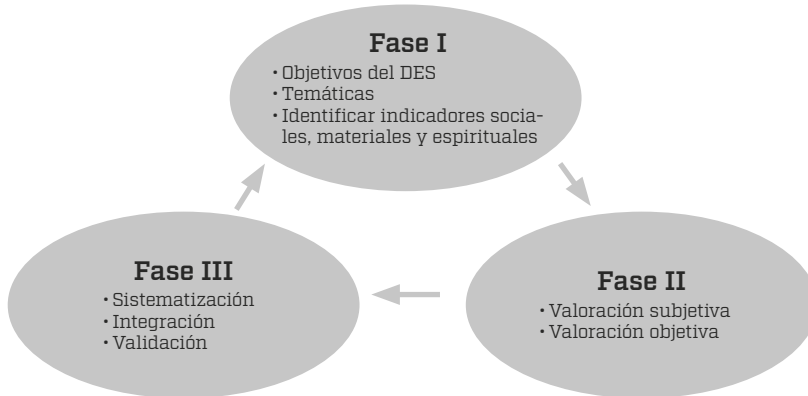 Fase I
• Objetivos del DES
• Temáticas
• Identificar indicadores socia-
les, materiales y espirituales
Fase II
• Valoración subjetiva
• Valoración objetiva
Fase III
• Sistematización
• Integración
• Validación